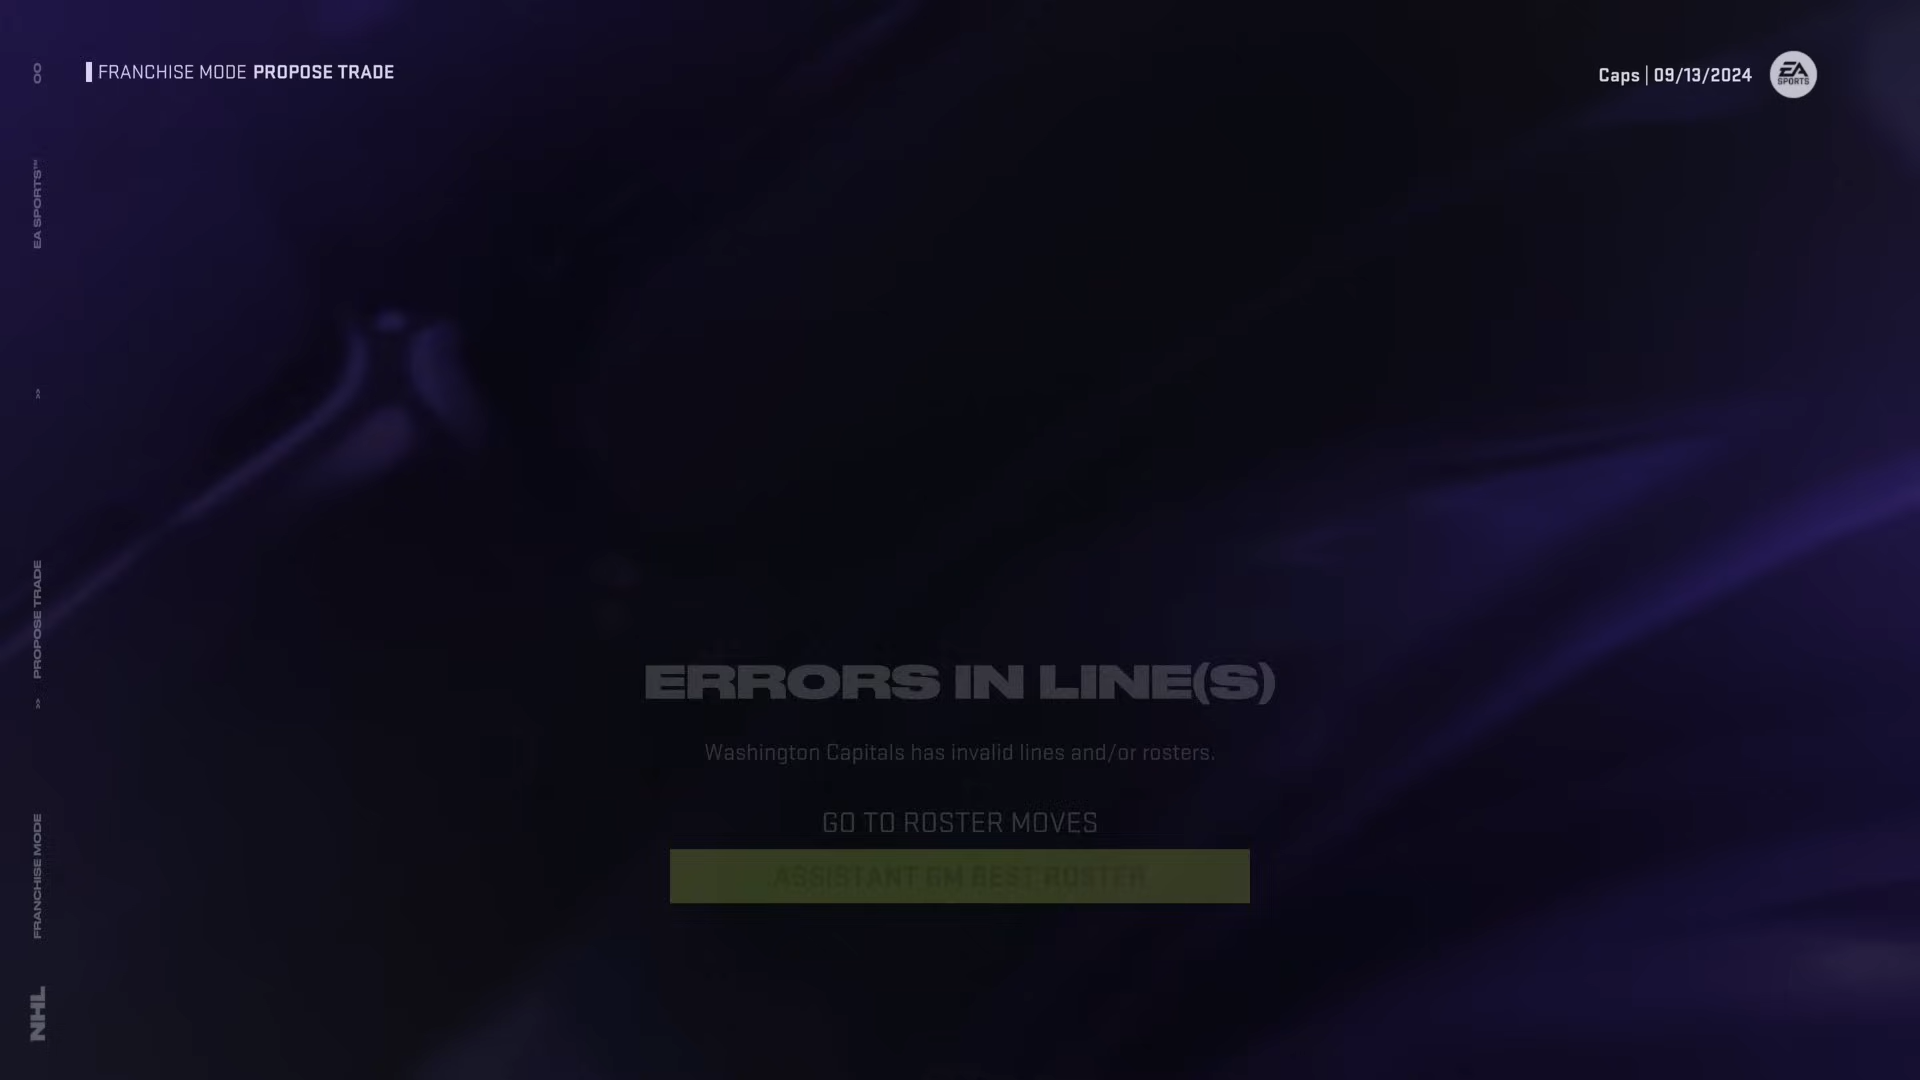 FRANCHISE MODE PROPOSE TRADE
Caps | 09/13/2024
EA SPORTS
EA SPORTS™
PROPOSE TRADE
FRANCHISE MODE
NHL
ERRORS IN LINE(S)
Washington Capitals has invalid lines and/or rosters.
GO TO ROSTER MOVES
ASSISTANT GM BEST ROSTER